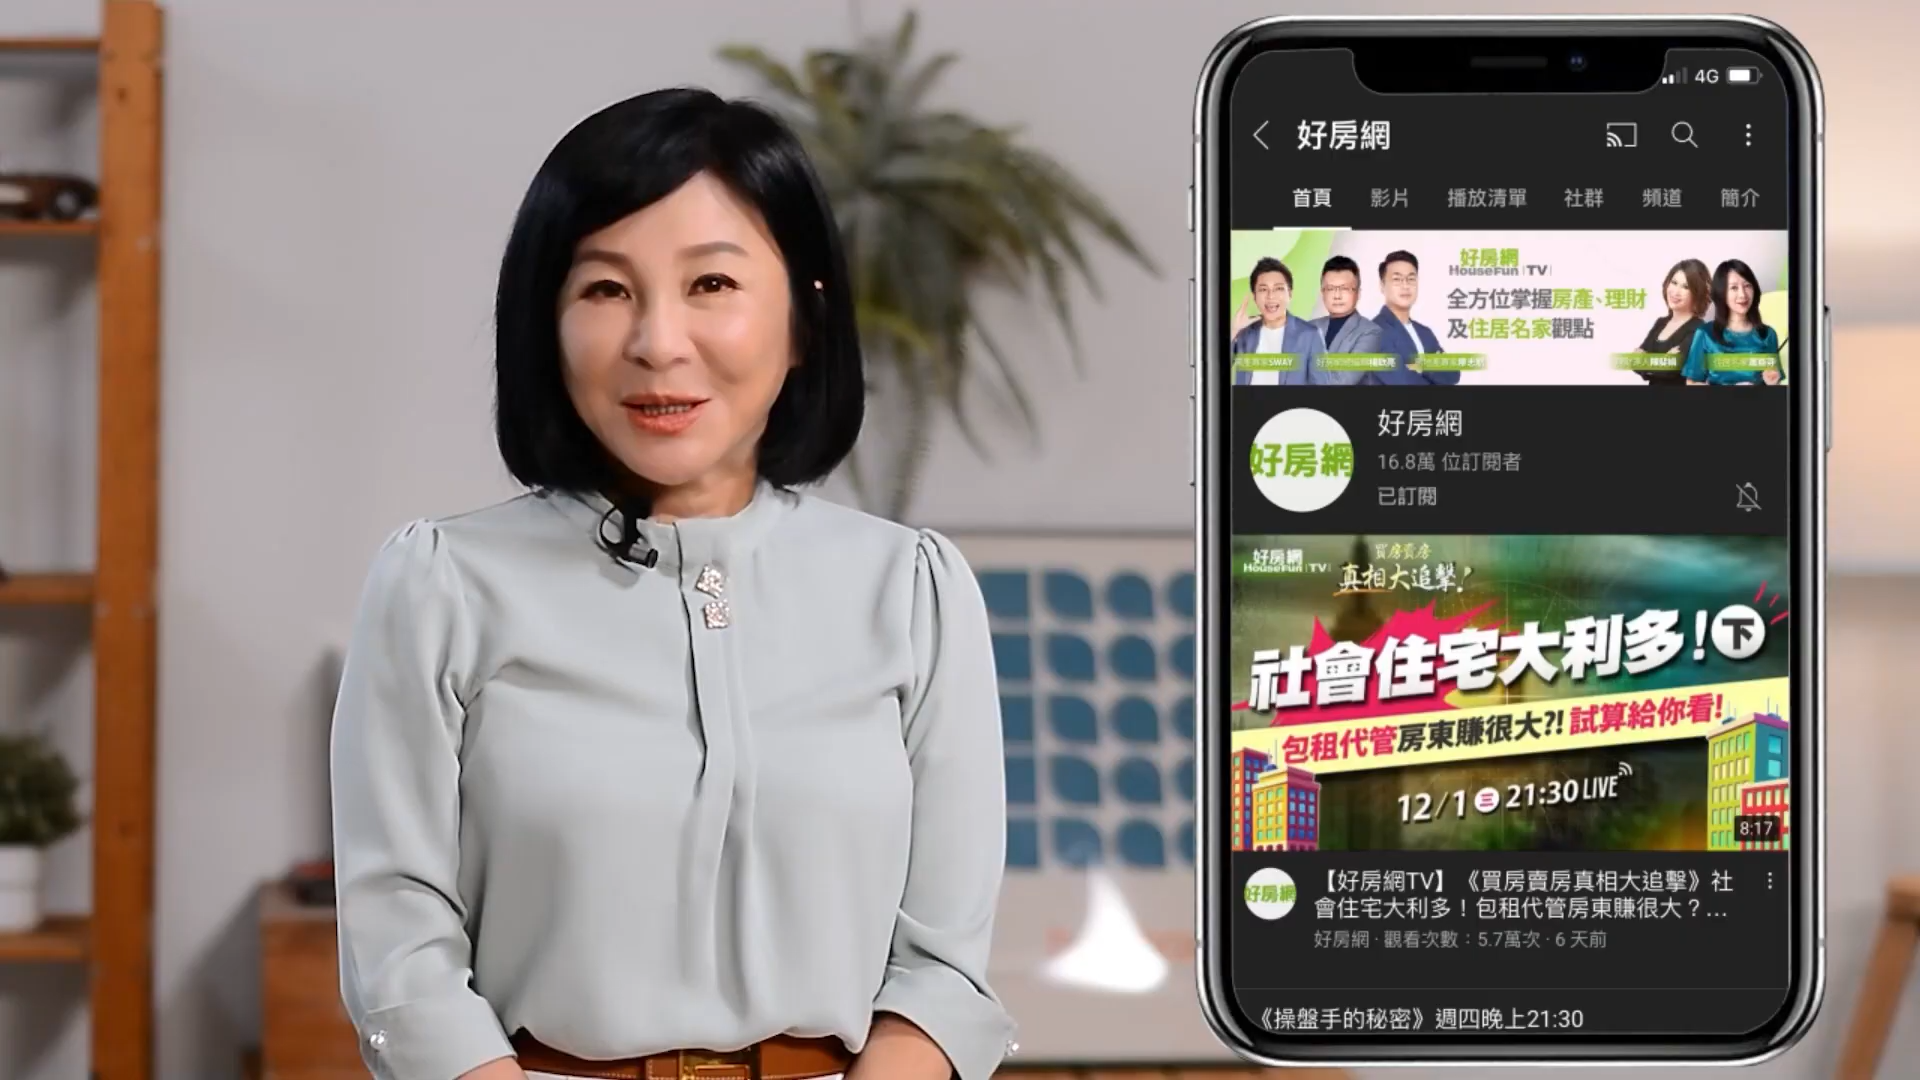 4G
好房網
首頁 影片 播放清單 社群 頻道 簡介
好房網
HouseFun TV
全方位掌握房產、理財
及住居名家觀點
好房網
好房網
16.8萬 位訂閱者
已訂閱
好房網
HouseFun TV
買房賣房
真相大追擊!
社會住宅大利多!下
包租代管房東賺很大?!試算給你看!
12/1 三 21:30 LIVE
8:17
好房網
【好房網TV】《買房賣房真相大追擊》社
會住宅大利多！包租代管房東賺很大？...
好房網 · 觀看次數：5.7萬次 · 6 天前
《操盤手的秘密》週四晚上21:30